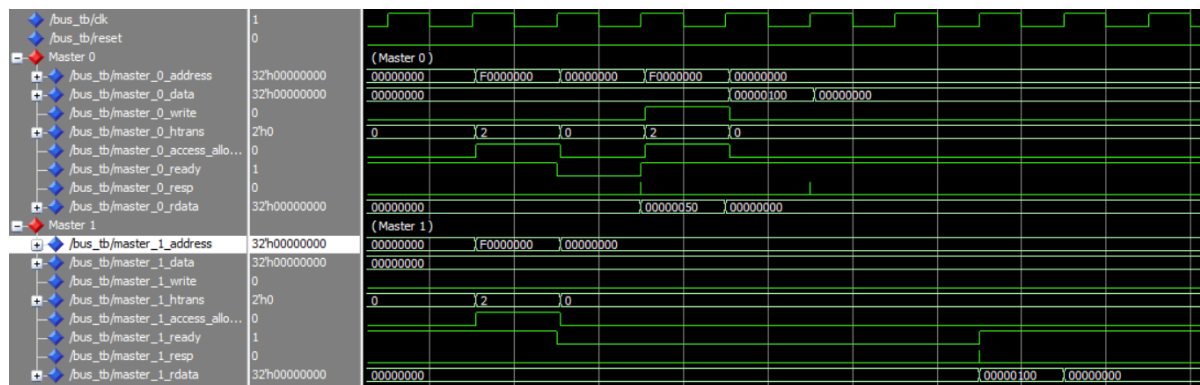 /bus_tb/clk 1
/bus_tb/reset 0
Master 0 (Master 0)
/bus_tb/master_0_address 32'h00000000 00000000 F0000000 00000000 F0000000 00000000
/bus_tb/master_0_data 32'h00000000 00000000 00000100 00000000
/bus_tb/master_0_write 0
/bus_tb/master_0_htrans 2'h0 0 2 0 2 0
/bus_tb/master_0_access_allo... 0
/bus_tb/master_0_ready 1
/bus_tb/master_0_resp 0
/bus_tb/master_0_rdata 32'h00000000 00000000 00000050 00000000
Master 1 (Master 1)
/bus_tb/master_1_address 32'h00000000 00000000 F0000000 00000000
/bus_tb/master_1_data 32'h00000000 00000000
/bus_tb/master_1_write 0
/bus_tb/master_1_htrans 2'h0 0 2 0
/bus_tb/master_1_access_allo... 0
/bus_tb/master_1_ready 1
/bus_tb/master_1_resp 0
/bus_tb/master_1_rdata 32'h00000000 00000000 00000100 00000000